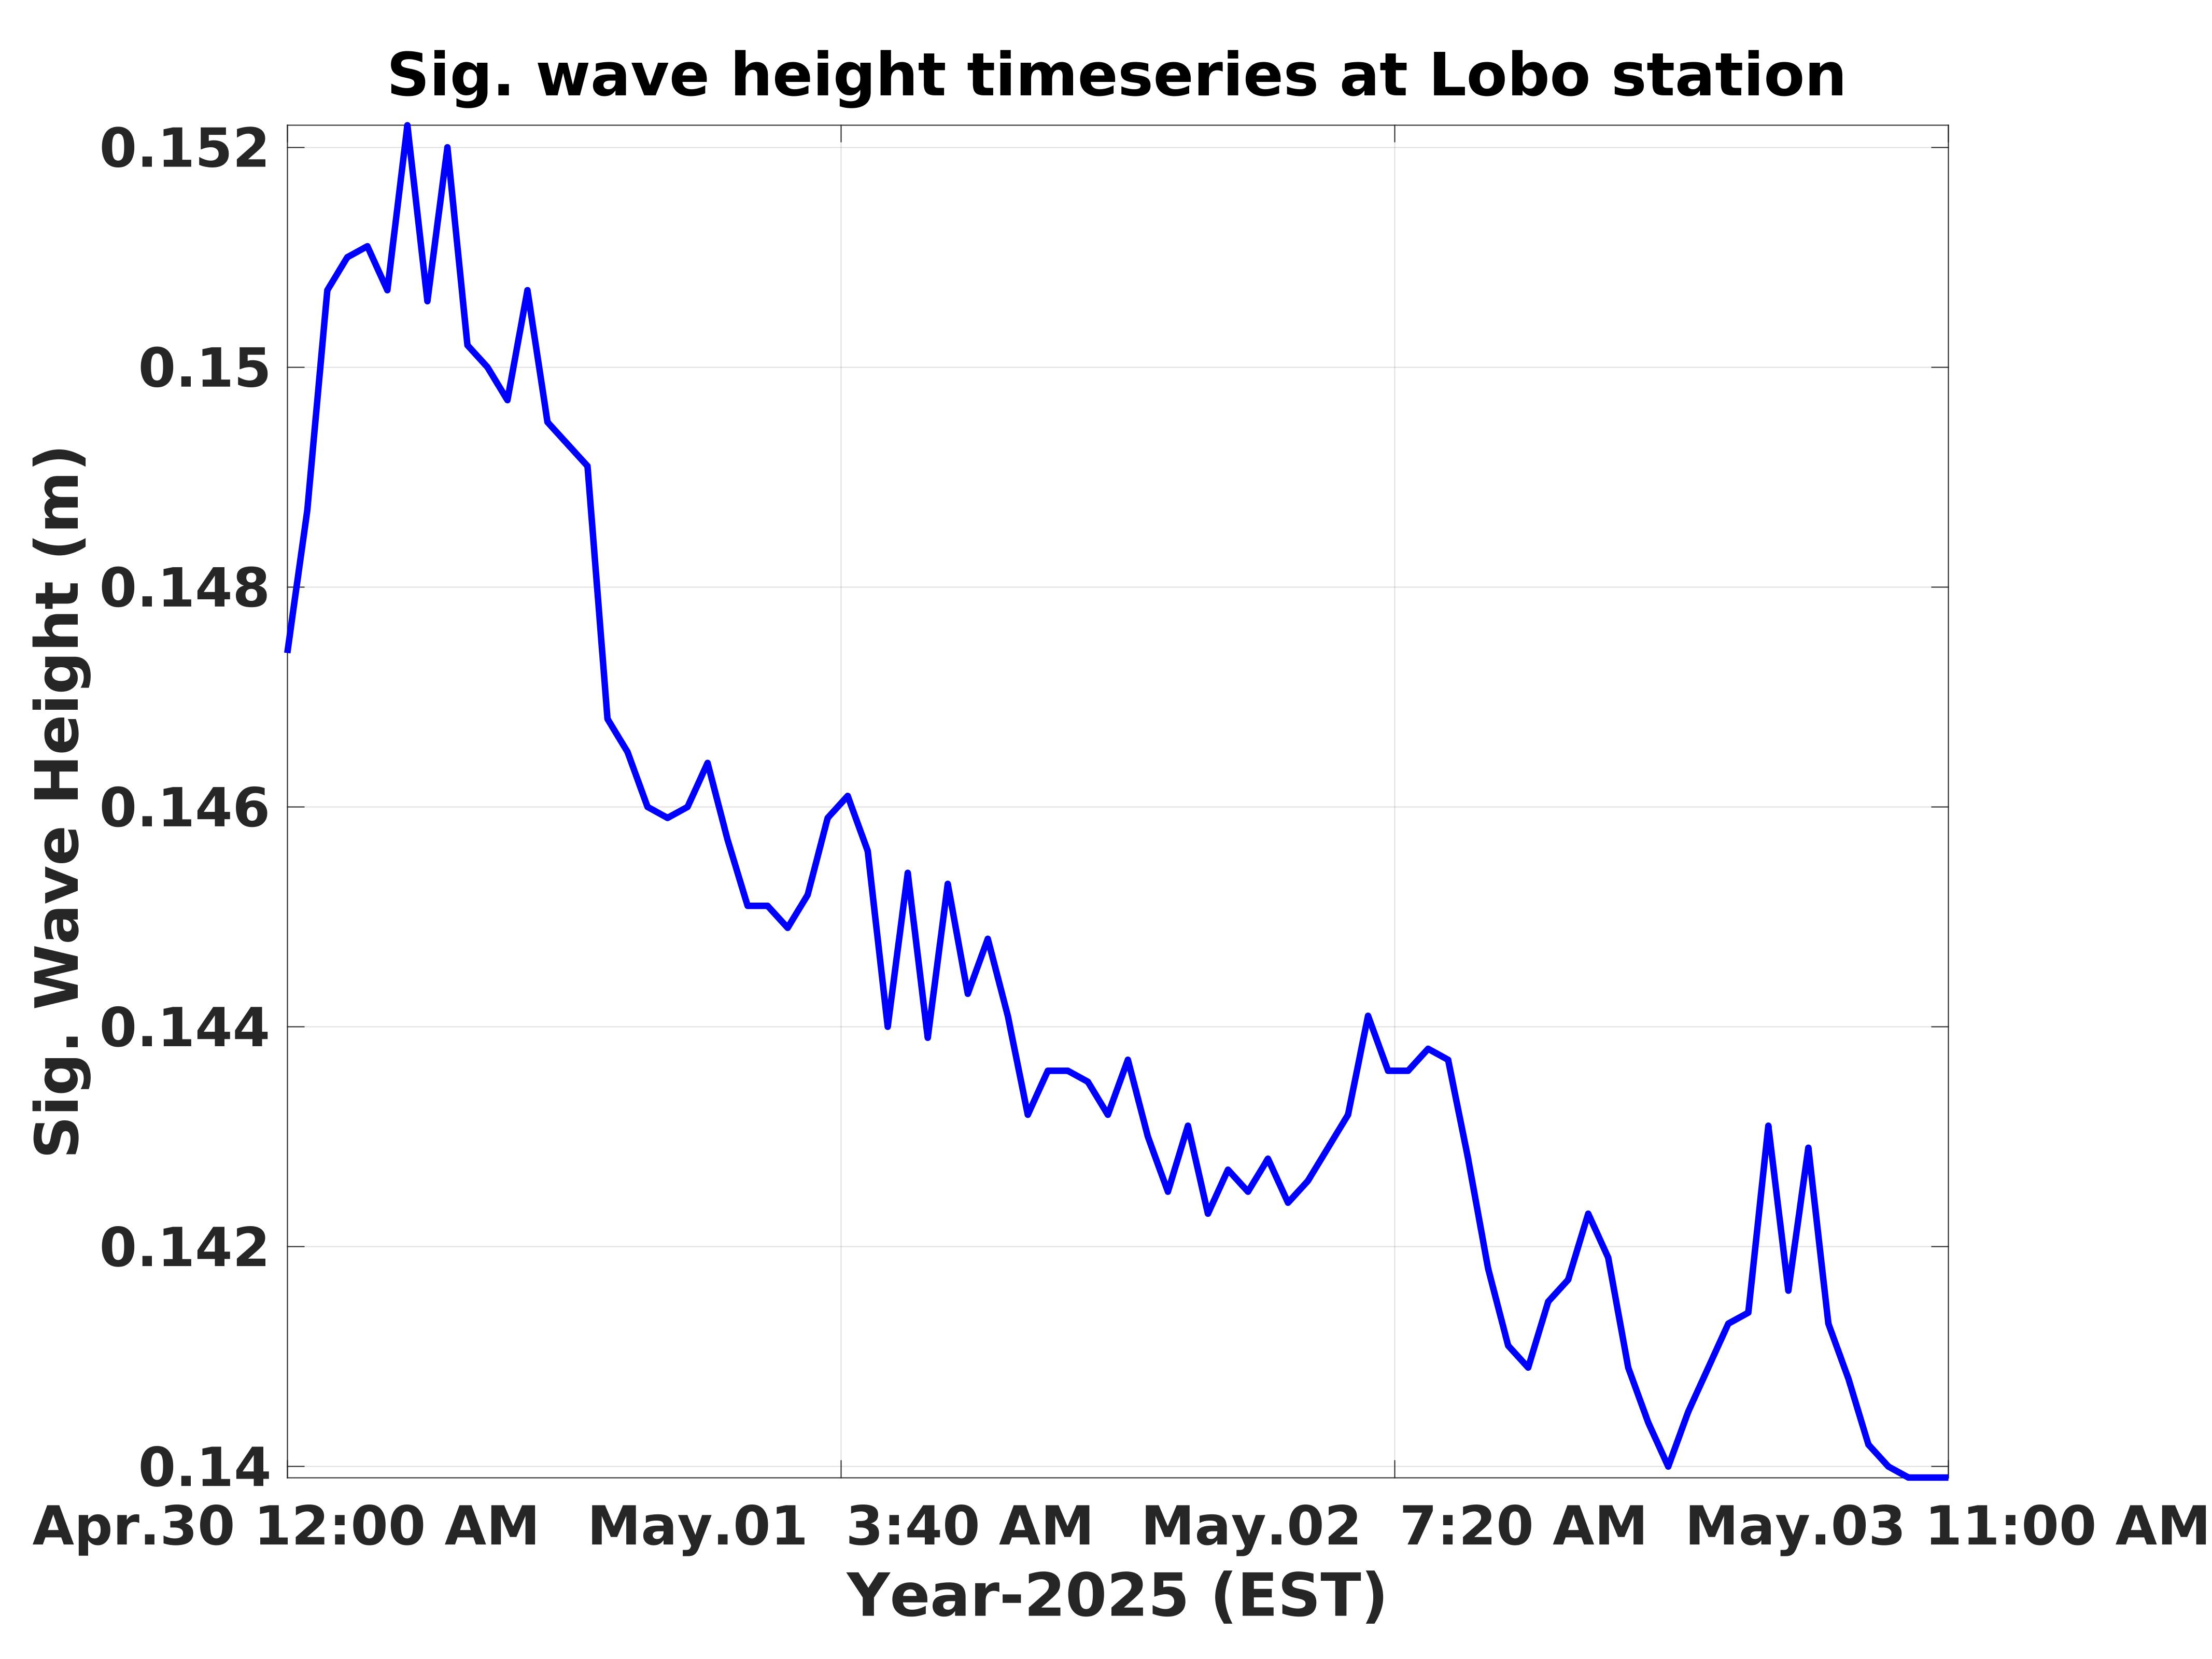 Sig. wave height timeseries at Lobo station
Sig. Wave Height (m)
0.152
0.15
0.148
0.146
0.144
0.142
0.14
Apr.30 12:00 AM May.01 3:40 AM May.02 7:20 AM May.03 11:00 AM
Year-2025 (EST)